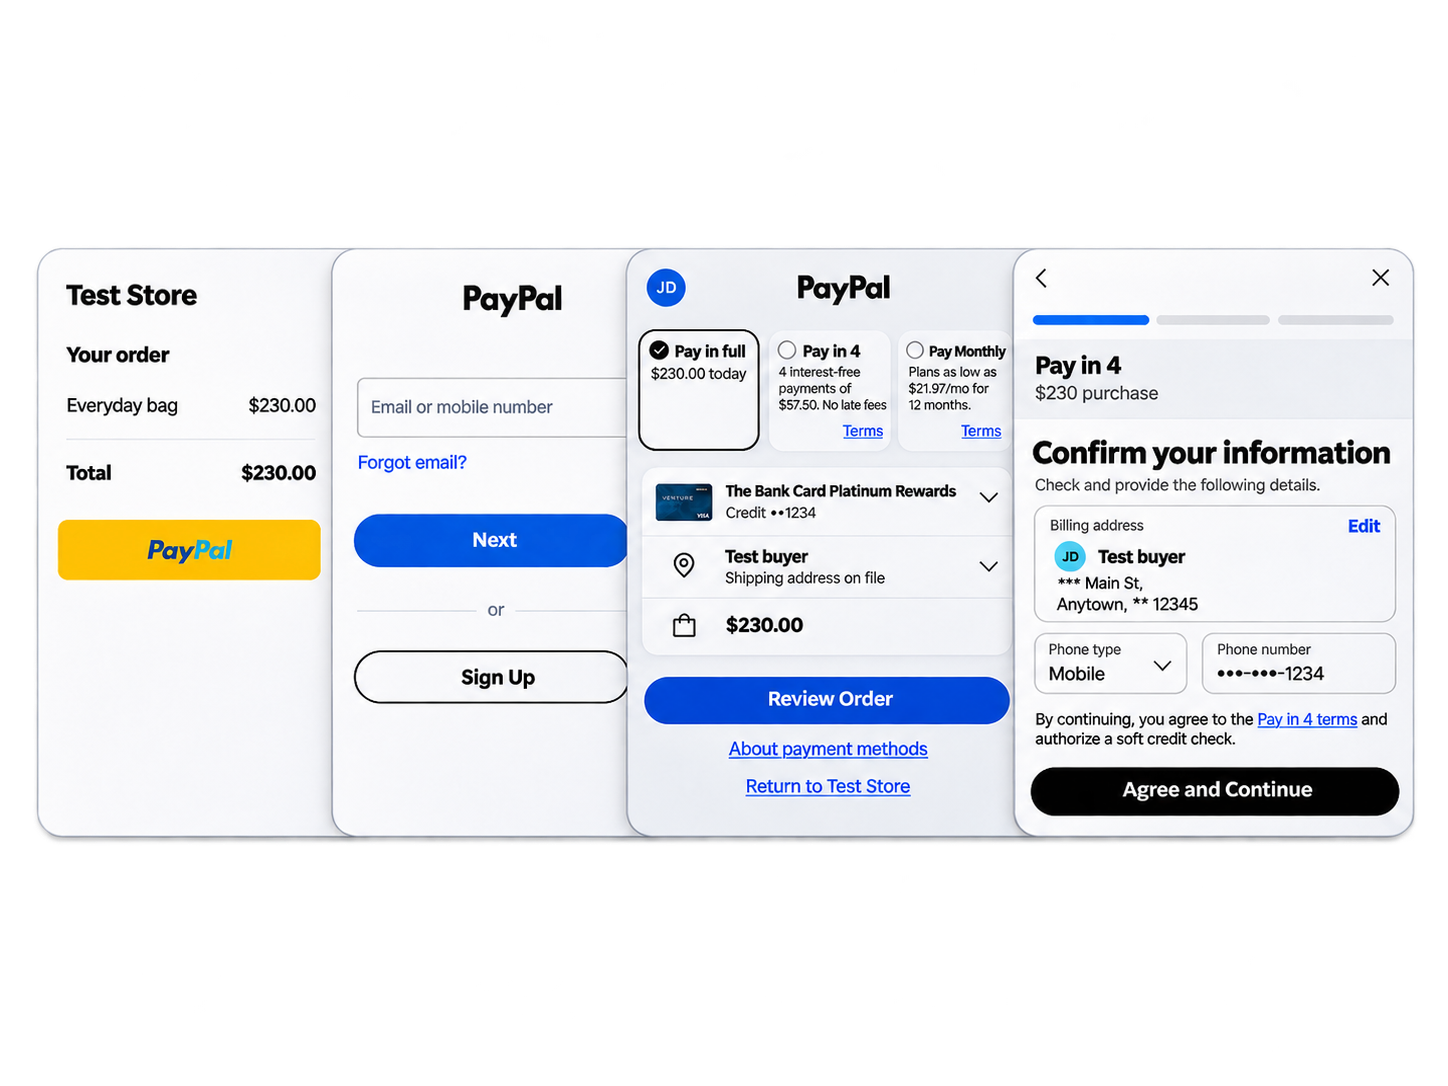 Test Store
Your order
Everyday bag $230.00
Total $230.00
PayPal
PayPal
Email or mobile number
Forgot email?
Next
or
Sign Up
JD PayPal
Pay in full
$230.00 today
Pay in 4
4 interest-free
payments of
$57.50. No late fees
Terms
Pay Monthly
Plans as low as
$21.97/mo for
12 months.
Terms
VENTURE
VISA
The Bank Card Platinum Rewards
Credit ••1234
Test buyer
Shipping address on file
$230.00
Review Order
About payment methods
Return to Test Store
Pay in 4
$230 purchase
Confirm your information
Check and provide the following details.
Billing address Edit
JD Test buyer
*** Main St,
Anytown, ** 12345
Phone type
Mobile
Phone number
•••-•••-1234
By continuing, you agree to the Pay in 4 terms and
authorize a soft credit check.
Agree and Continue